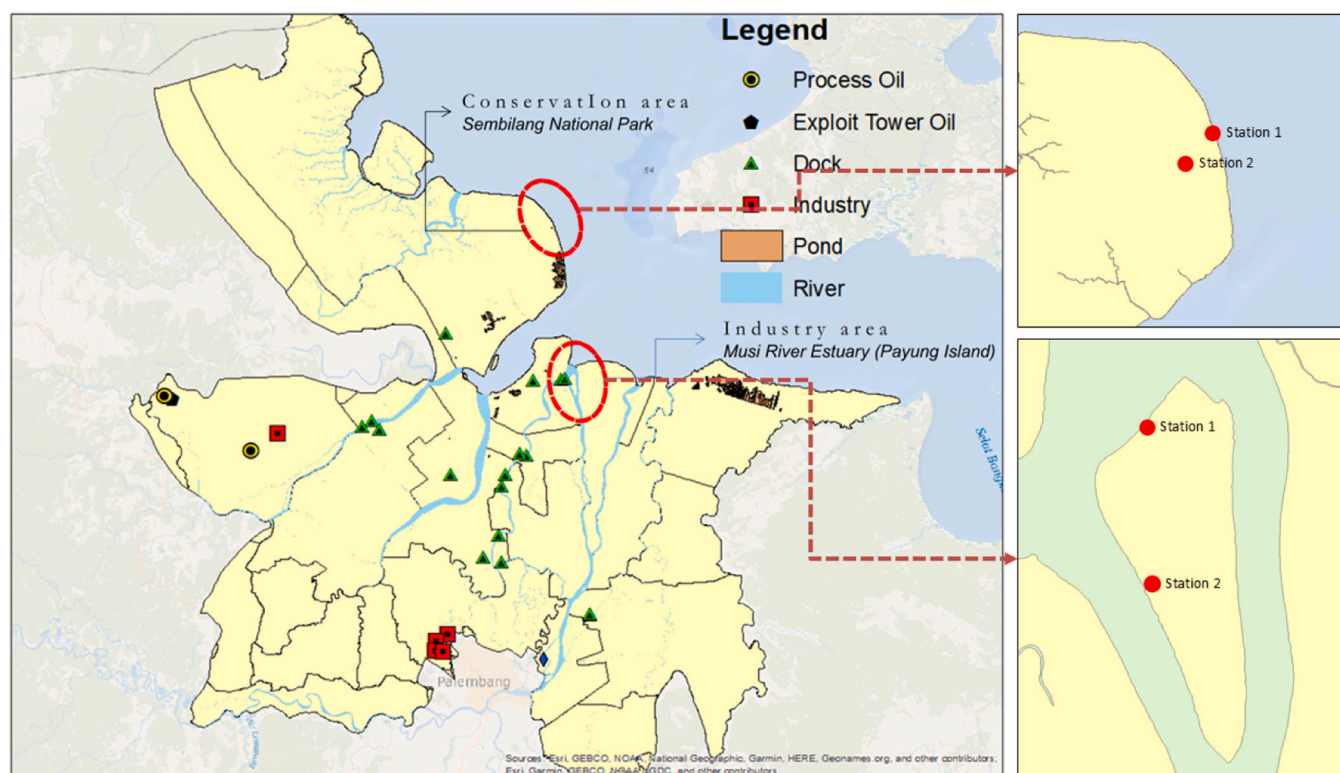 Legend
Process Oil
Exploit Tower Oil
Dock
Industry
Pond
River
ConservatIon area
Sembilang National Park
54
Industry area
Musi River Estuary (Payung Island)
Palembang
Sources: Esri, GEBCO, NOAA, National Geographic, Garmin, HERE, Geonames.org, and other contributors;
Esri, Garmin, GEBCO, NOAA NGDC, and other contributors
Station 1
Station 2
Station 1
Station 2